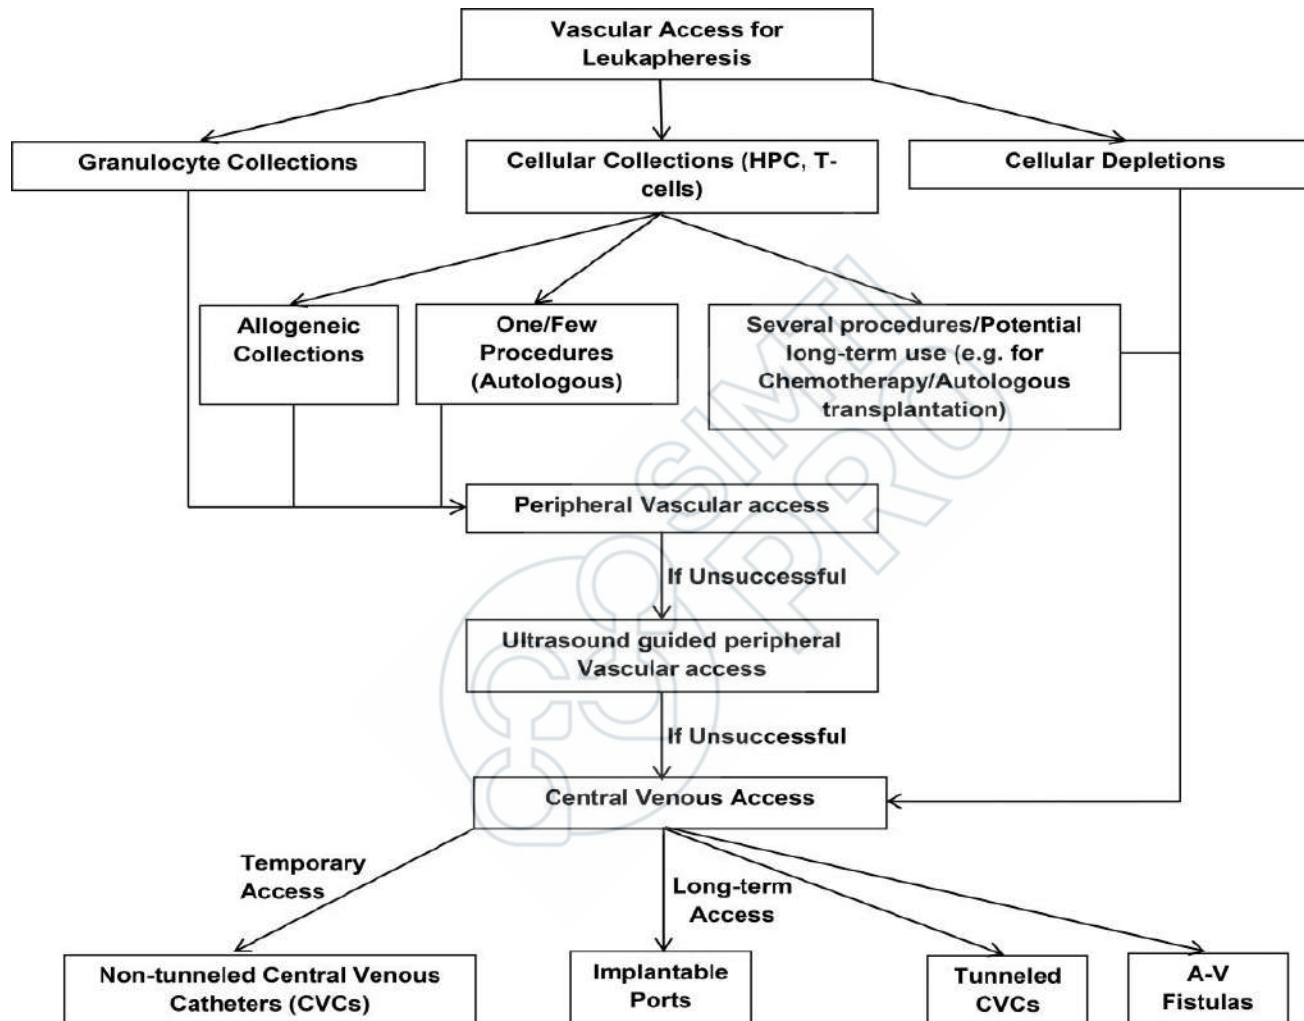 Vascular Access for
Leukapheresis
Granulocyte Collections
Cellular Collections (HPC, T-
cells)
Cellular Depletions
Allogeneic
Collections
One/Few
Procedures
(Autologous)
Several procedures/Potential
long-term use (e.g. for
Chemotherapy/Autologous
transplantation)
Peripheral Vascular access
If Unsuccessful
Ultrasound guided peripheral
Vascular access
If Unsuccessful
Central Venous Access
Temporary
Access
Long-term
Access
Non-tunneled Central Venous
Catheters (CVCs)
Implantable
Ports
Tunneled
CVCs
A-V
Fistulas
SIMTI
PRO